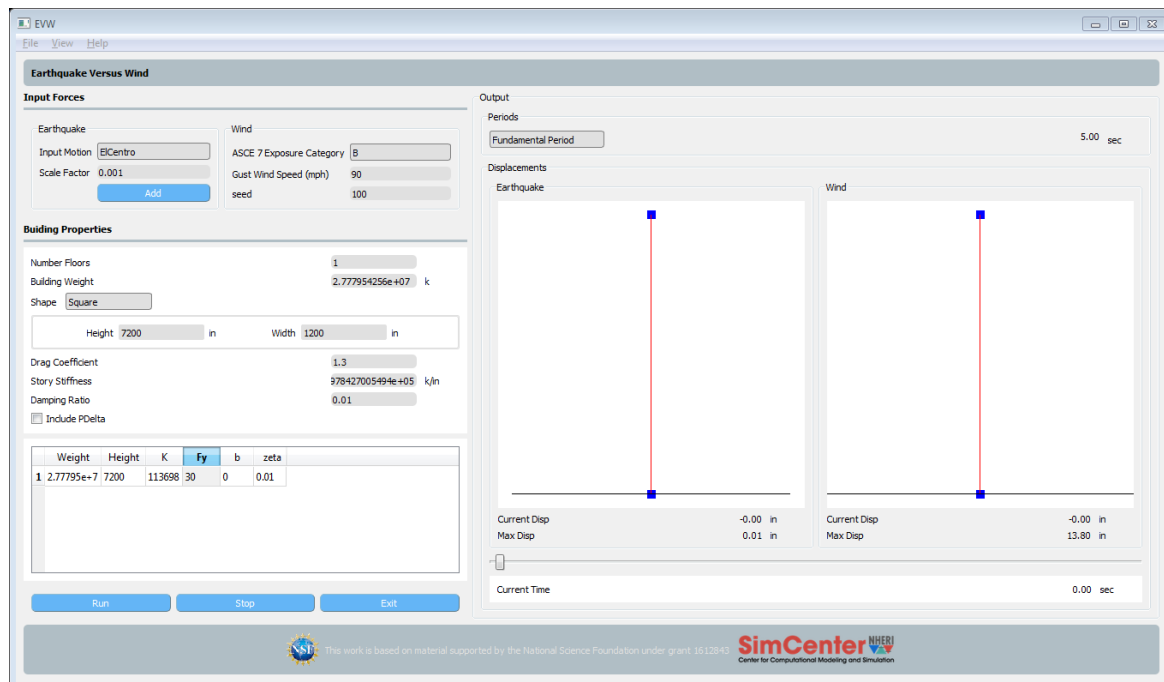 EVW
File View Help
Earthquake Versus Wind
Input Forces
Earthquake
Input Motion ElCentro
Scale Factor 0.001
Add
Wind
ASCE 7 Exposure Category B
Gust Wind Speed (mph) 90
seed 100
Buiding Properties
Number Floors 1
Building Weight 2.777954256e+07 k
Shape Square
Height 7200 in Width 1200 in
Drag Coefficient 1.3
Story Stiffness 978427005494e+05 k/in
Damping Ratio 0.01
Include PDelta
Weight Height K Fy b zeta
1 2.77795e+7 7200 113698 30 0 0.01
Run Stop Exit
Output
Periods
Fundamental Period 5.00 sec
Displacements
Earthquake
Current Disp -0.00 in
Max Disp 0.01 in
Wind
Current Disp -0.00 in
Max Disp 13.80 in
Current Time 0.00 sec
NSF
This work is based on material supported by the National Science Foundation under grant 1612843
SimCenter NHERI
Center for Computational Modeling and Simulation